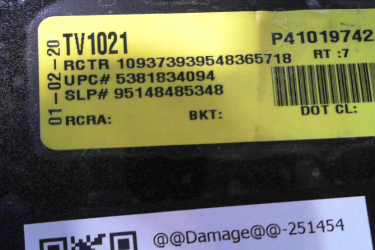 01-02-20
TV1021 P41019742
RCTR 109373939548365718 RT :7
UPC# 5381834094
SLP# 95148485348
RCRA: BKT: DOT CL:
@@Damage@@-251454